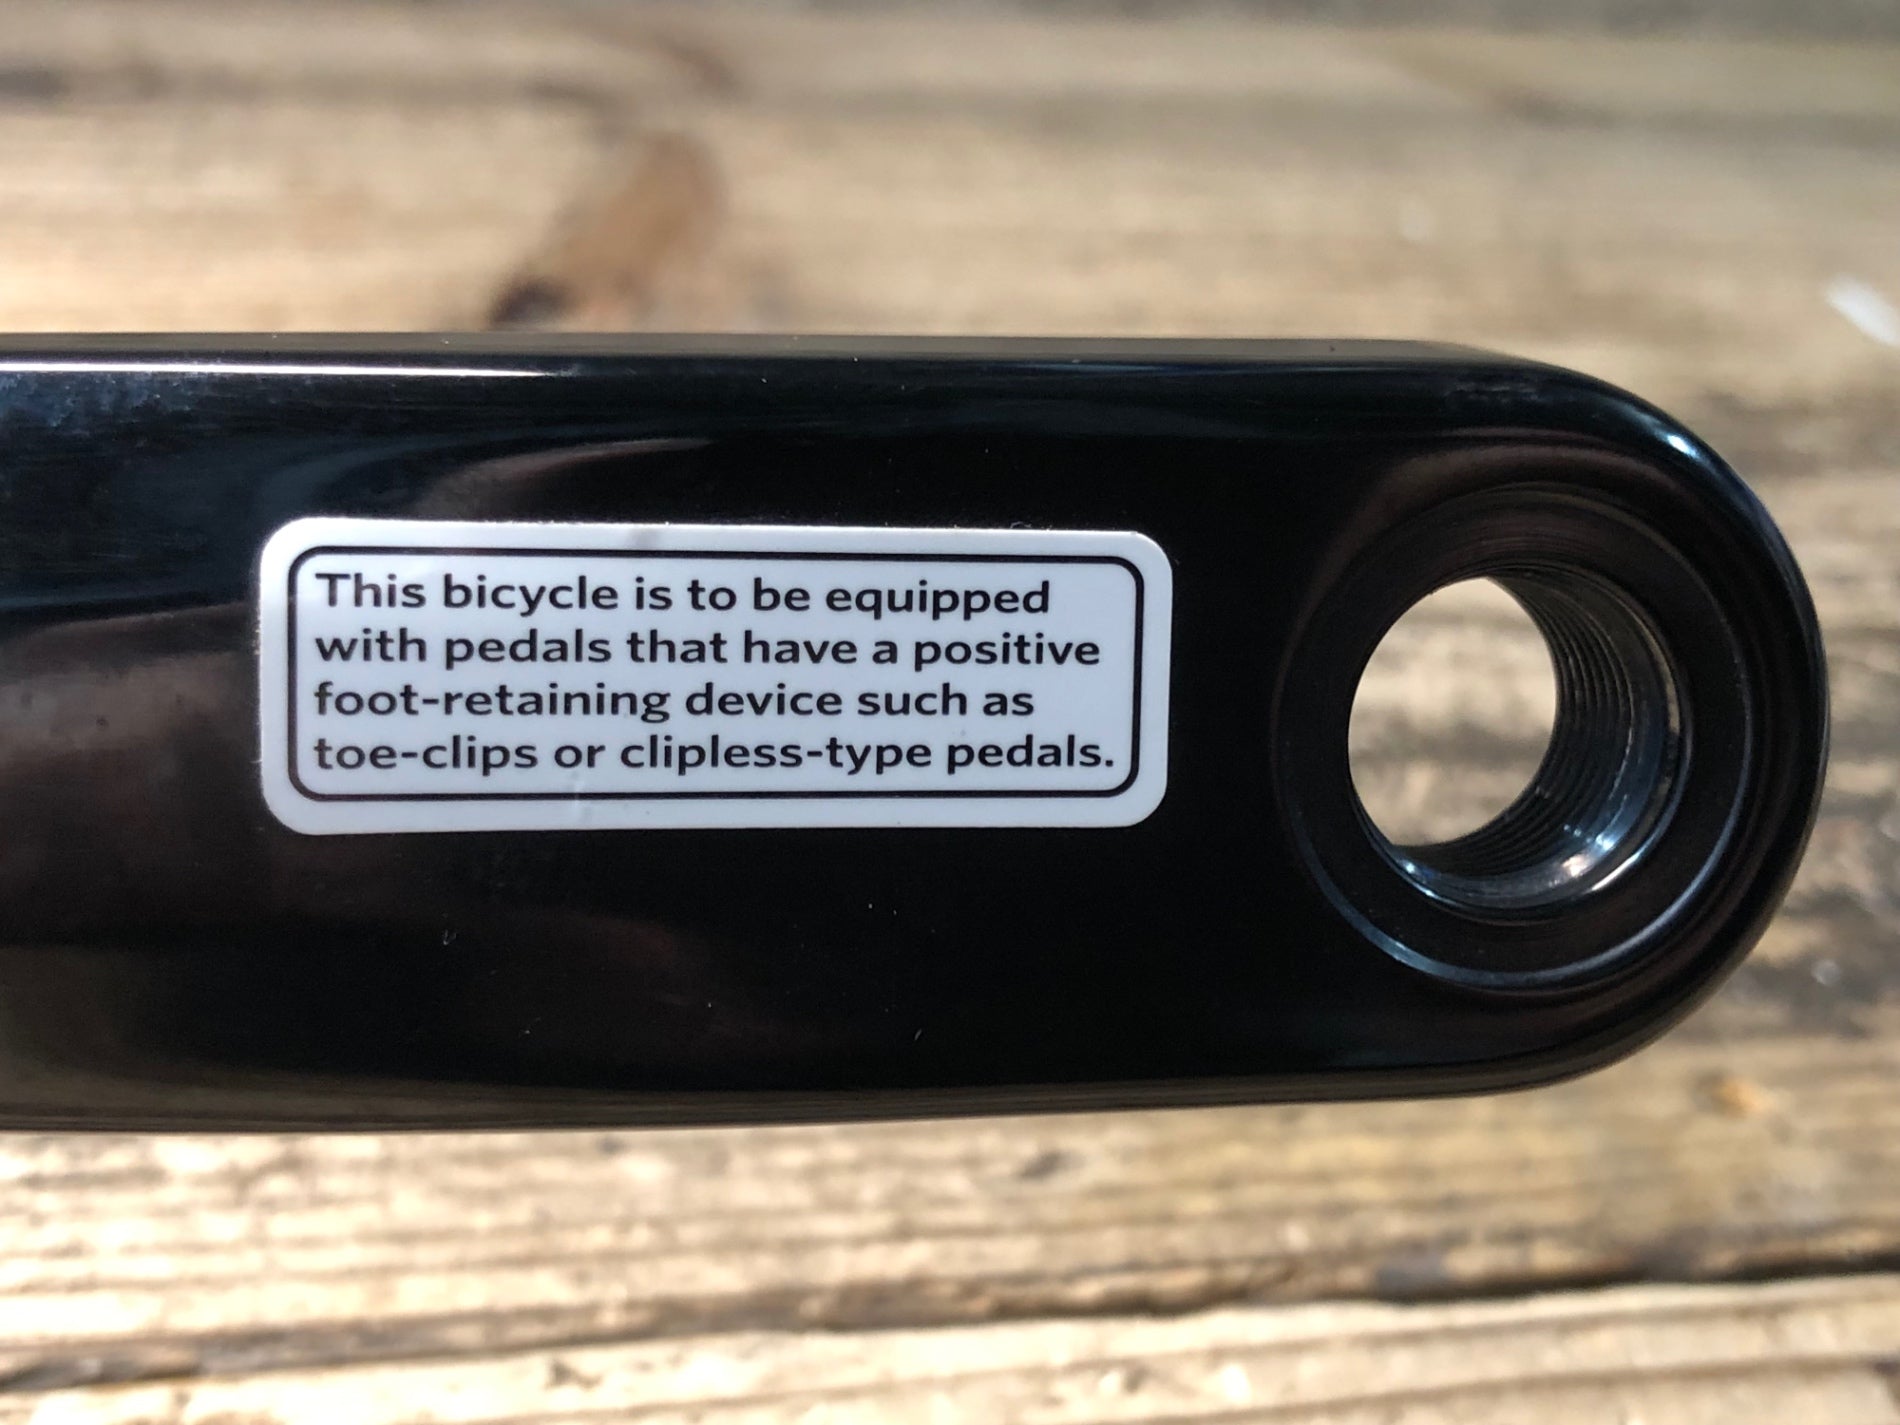 This bicycle is to be equipped
with pedals that have a positive
foot-retaining device such as
toe-clips or clipless-type pedals.